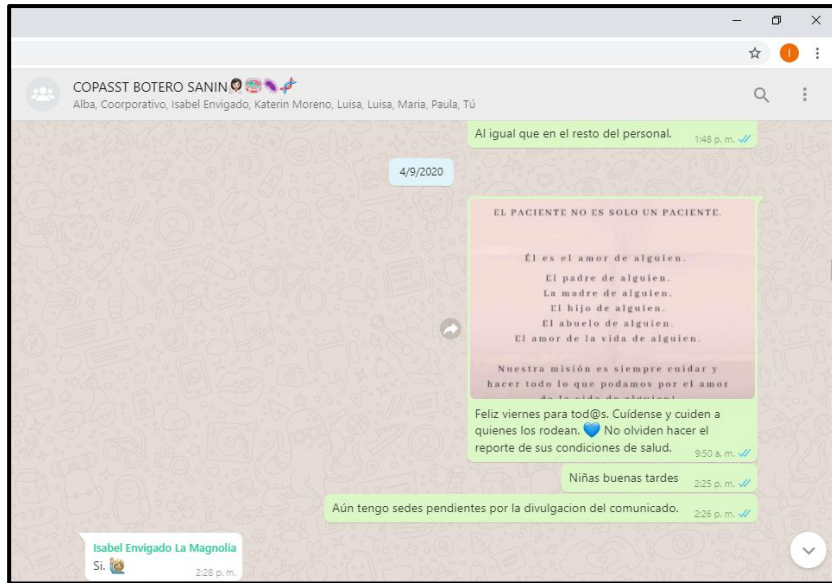 I
COPASST BOTERO SANIN
Alba, Coorporativo, Isabel Envigado, Katerin Moreno, Luisa, Luisa, Maria, Paula, Tú
Al igual que en el resto del personal.
1:48 p. m.
4/9/2020
EL PACIENTE NO ES SOLO UN PACIENTE.
Él es el amor de alguien.
El padre de alguien.
La madre de alguien.
El hijo de alguien.
El abuelo de alguien.
El amor de la vida de alguien.
Nuestra misión es siempre cuidar y
hacer todo lo que podamos por el amor
de la vida de alguien!
Feliz viernes para tod@s. Cuídense y cuiden a
quienes los rodean. 💙 No olviden hacer el
reporte de sus condiciones de salud.
9:50 a. m.
Niñas buenas tardes
2:25 p. m.
Aún tengo sedes pendientes por la divulgacion del comunicado.
2:26 p. m.
Isabel Envigado La Magnolia
Si.
2:28 p. m.